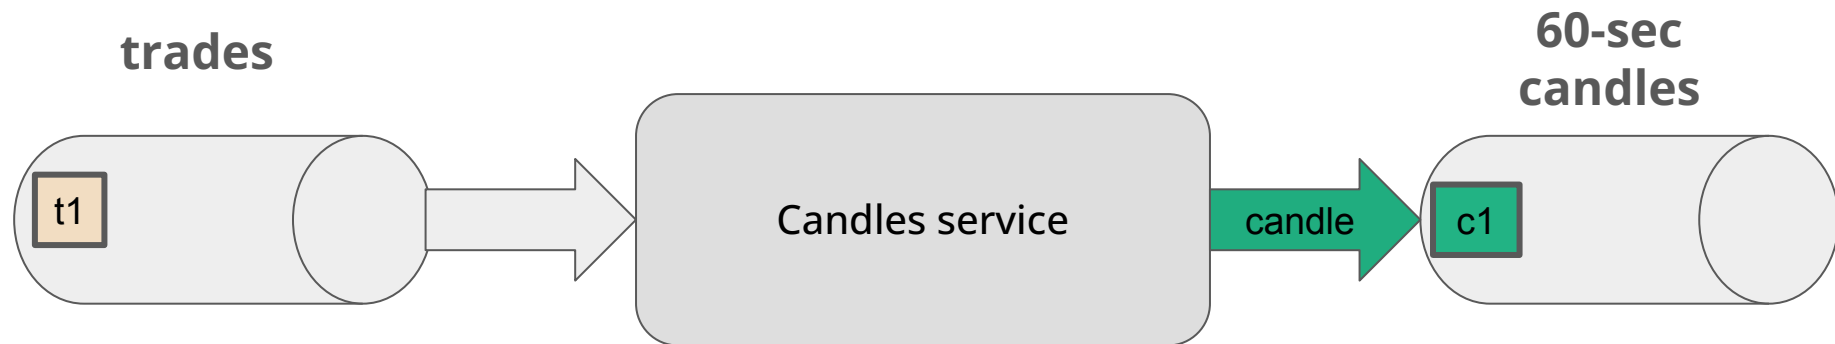 trades
60-sec
candles
t1
Candles service
candle
c1